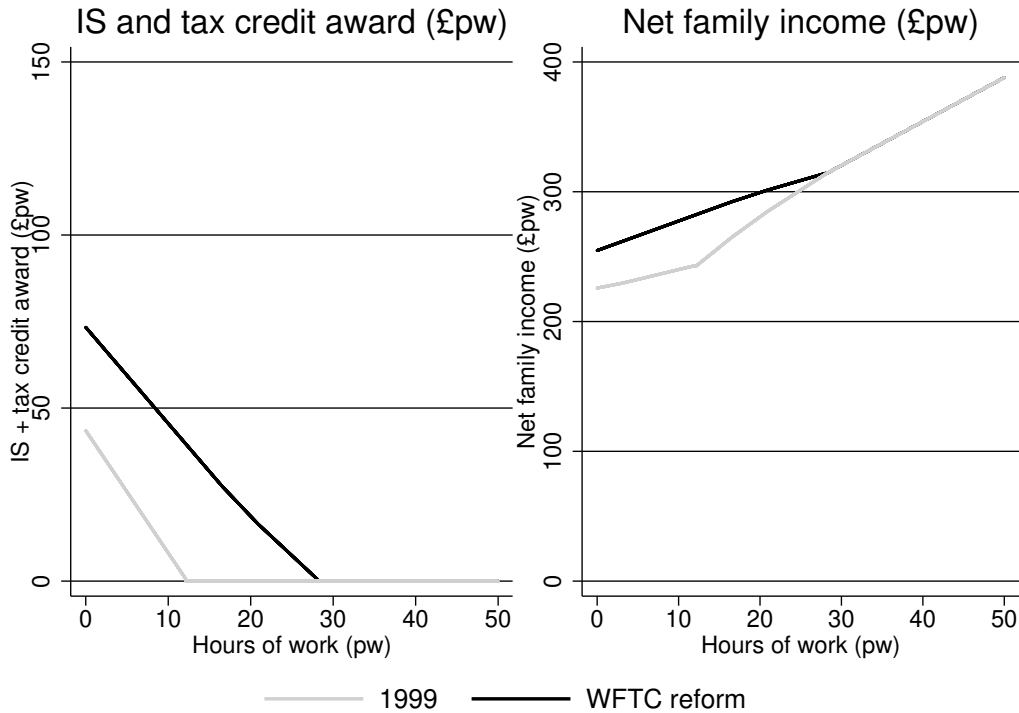 IS and tax credit award (£pw)
IS + tax credit award (£pw)
150
100
50
0
0 10 20 30 40 50
Hours of work (pw)
Net family income (£pw)
Net family income (£pw)
400
300
200
100
0
0 10 20 30 40 50
Hours of work (pw)
1999 WFTC reform